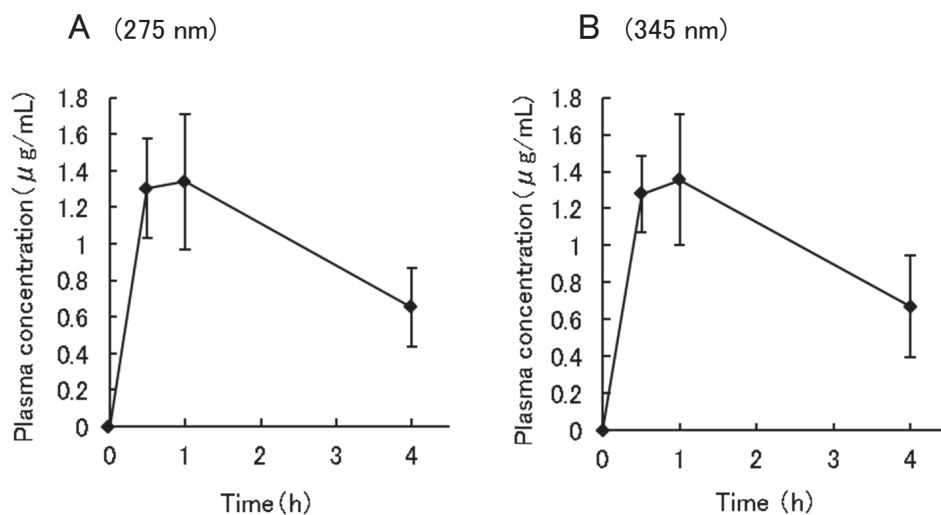 A (275 nm)
Plasma concentration(μg/mL)
1.8
1.6
1.4
1.2
1
0.8
0.6
0.4
0.2
0
0 1 2 3 4
Time(h)
B (345 nm)
Plasma concentration(μg/mL)
1.8
1.6
1.4
1.2
1
0.8
0.6
0.4
0.2
0
0 1 2 3 4
Time (h)